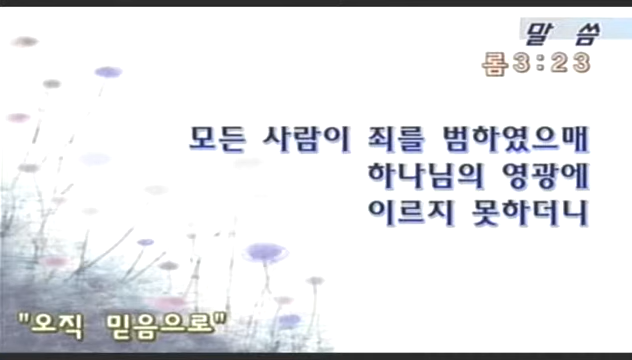 말 씀
롬3:23
모든 사람이 죄를 범하였으매
하나님의 영광에
이르지 못하더니
"오직 믿음으로"